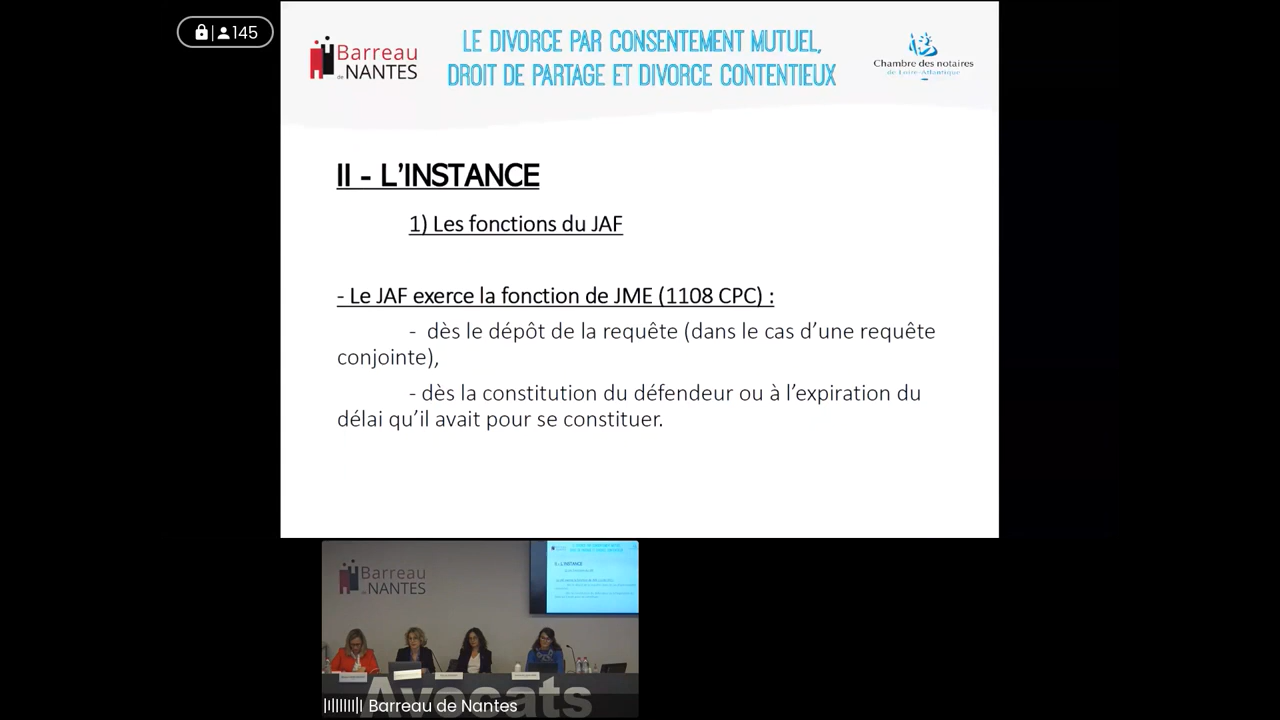 145
Barreau
de NANTES
LE DIVORCE PAR CONSENTEMENT MUTUEL,
DROIT DE PARTAGE ET DIVORCE CONTENTIEUX
Chambre des notaires
de Loire-Atlantique
II - L’INSTANCE
1) Les fonctions du JAF
- Le JAF exerce la fonction de JME (1108 CPC) :
- dès le dépôt de la requête (dans le cas d’une requête
conjointe),
- dès la constitution du défendeur ou à l’expiration du
délai qu’il avait pour se constituer.
Barreau
de NANTES
II - L’INSTANCE
Avocats
Barreau de Nantes